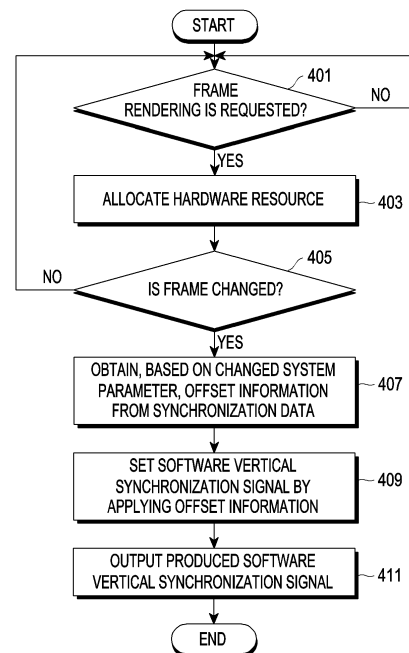 START
401
FRAME
RENDERING IS REQUESTED?
NO
YES
ALLOCATE HARDWARE RESOURCE
403
405
NO
IS FRAME CHANGED?
YES
OBTAIN, BASED ON CHANGED SYSTEM
PARAMETER, OFFSET INFORMATION
FROM SYNCHRONIZATION DATA
407
SET SOFTWARE VERTICAL
SYNCHRONIZATION SIGNAL BY
APPLYING OFFSET INFORMATION
409
OUTPUT PRODUCED SOFTWARE
VERTICAL SYNCHRONIZATION SIGNAL
411
END